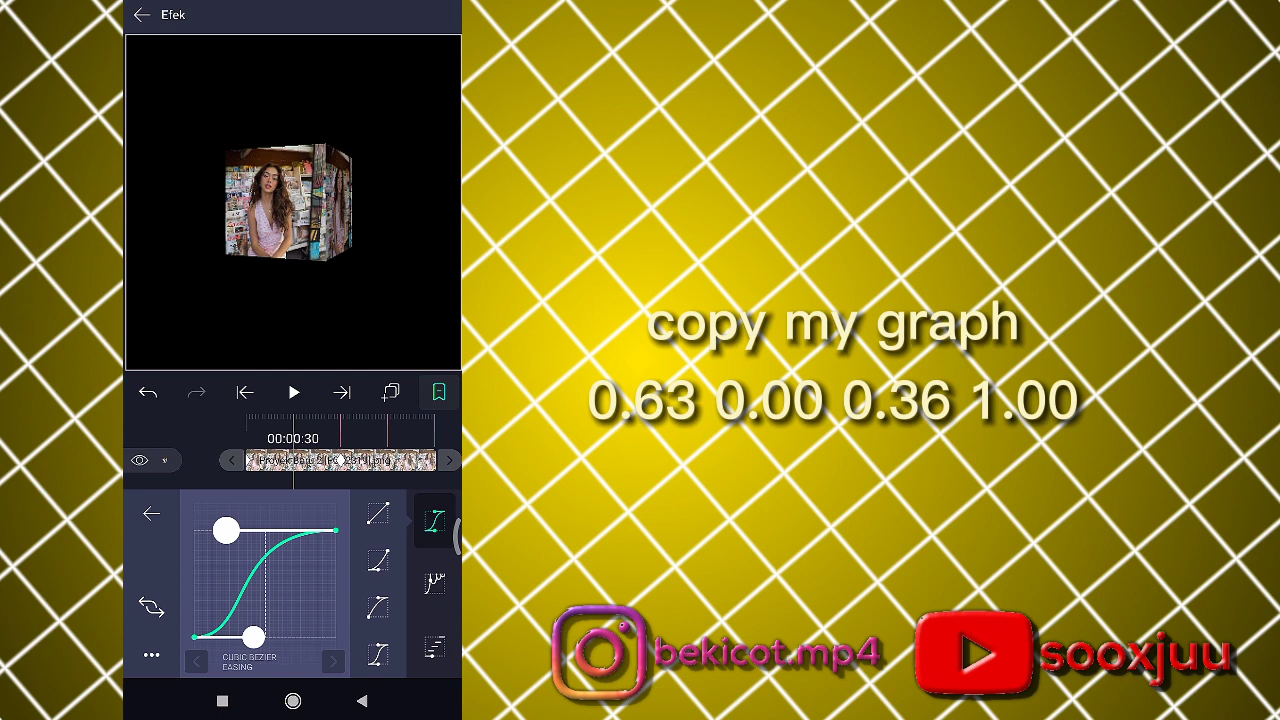 Efek
copy my graph
0.63 0.00 0.36 1.00
00:00:30
CUBIC BEZIER
EASING
bekicot.mp4
sooxjuu